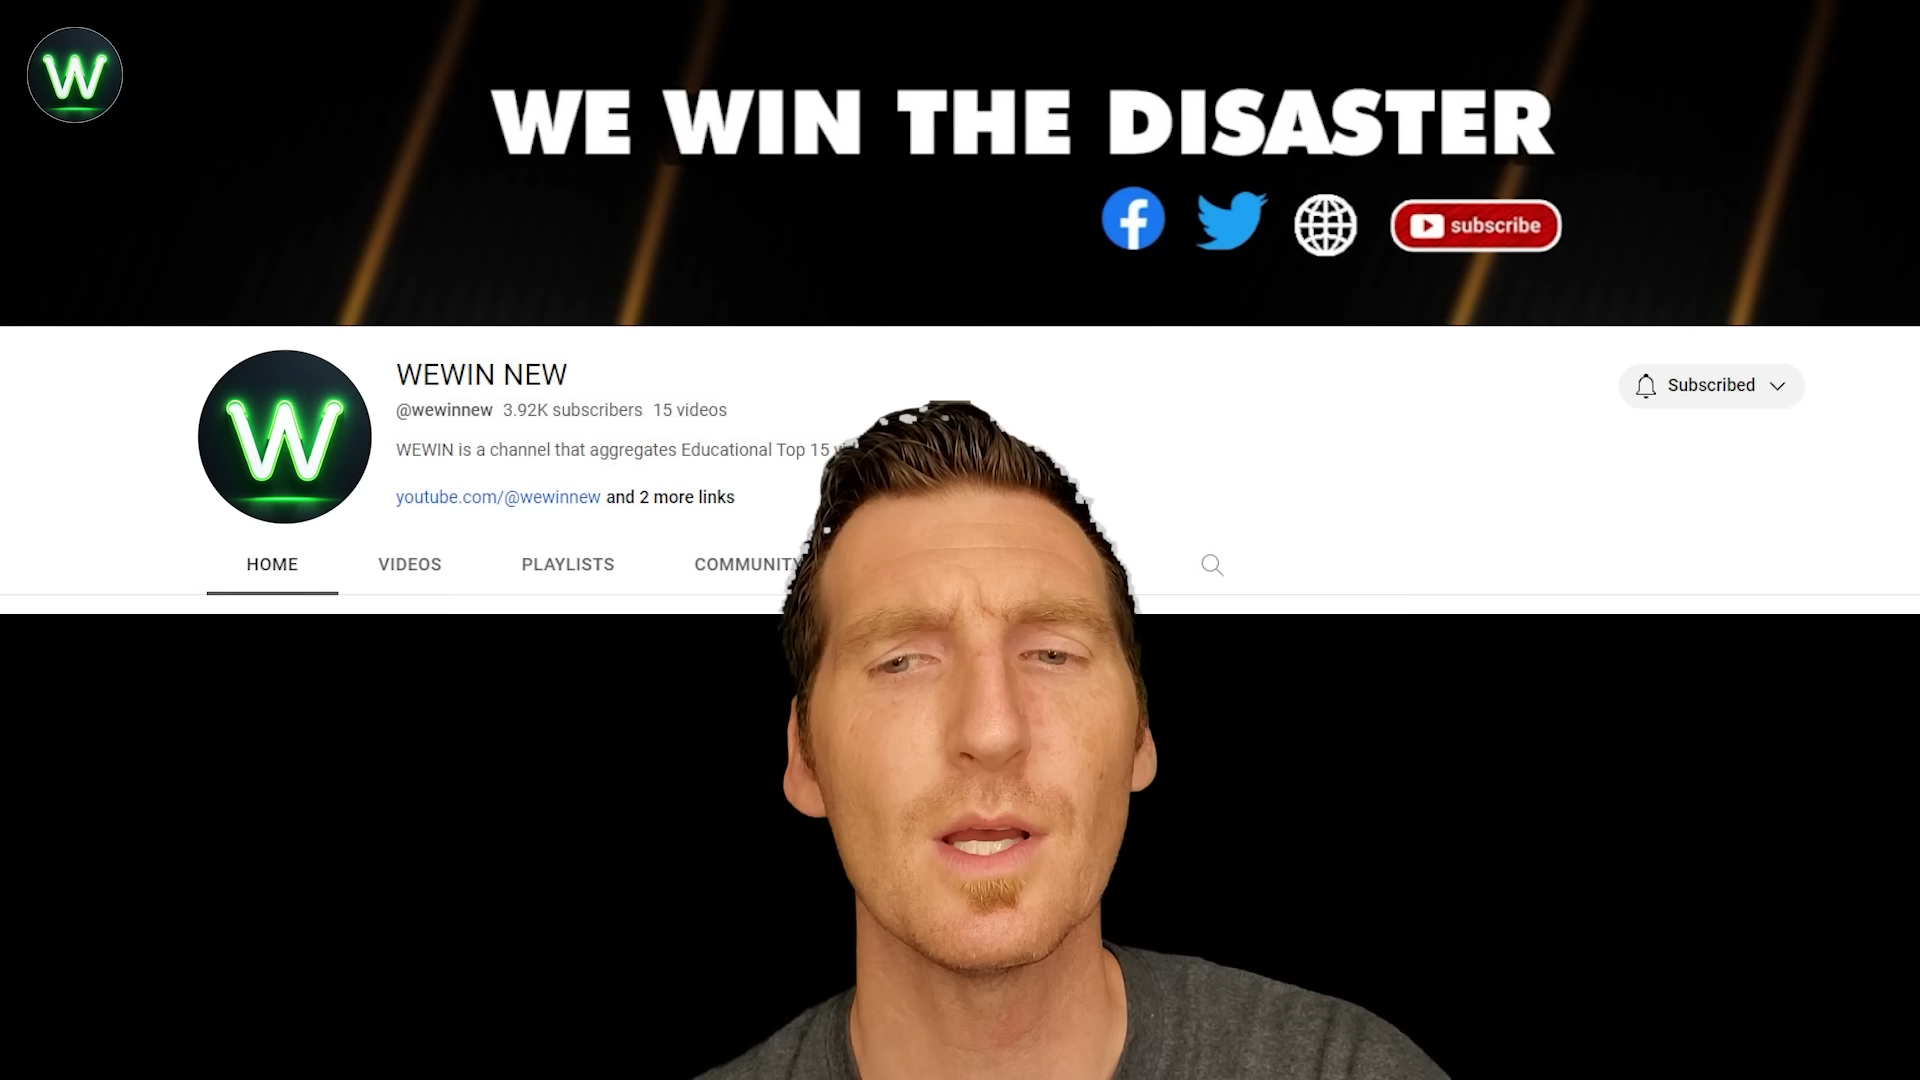 W
WE WIN THE DISASTER
subscribe
W
WEWIN NEW
@wewinnew 3.92K subscribers 15 videos
Subscribed
WEWIN is a channel that aggregates Educational Top 15
youtube.com/@wewinnew and 2 more links
HOME VIDEOS PLAYLISTS COMMUNITY